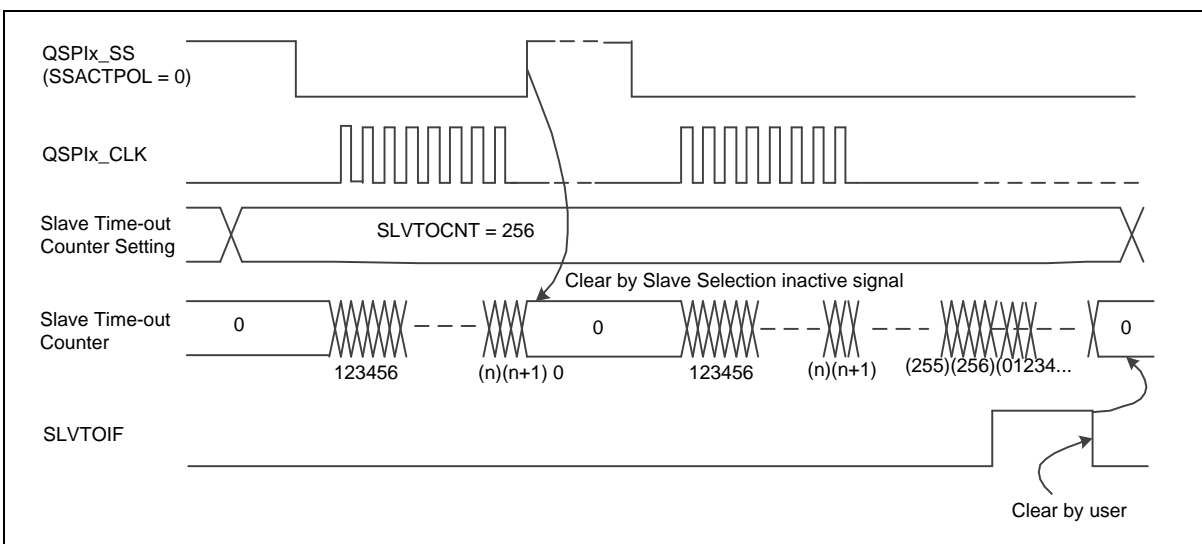 QSPIx_SS
(SSACTPOL = 0)
QSPIx_CLK
Slave Time-out
Counter Setting
SLVTOCNT = 256
Clear by Slave Selection inactive signal
Slave Time-out
Counter
0
0
0
123456
(n)(n+1) 0
123456
(n)(n+1)
(255)(256)(01234...
SLVTOIF
Clear by user